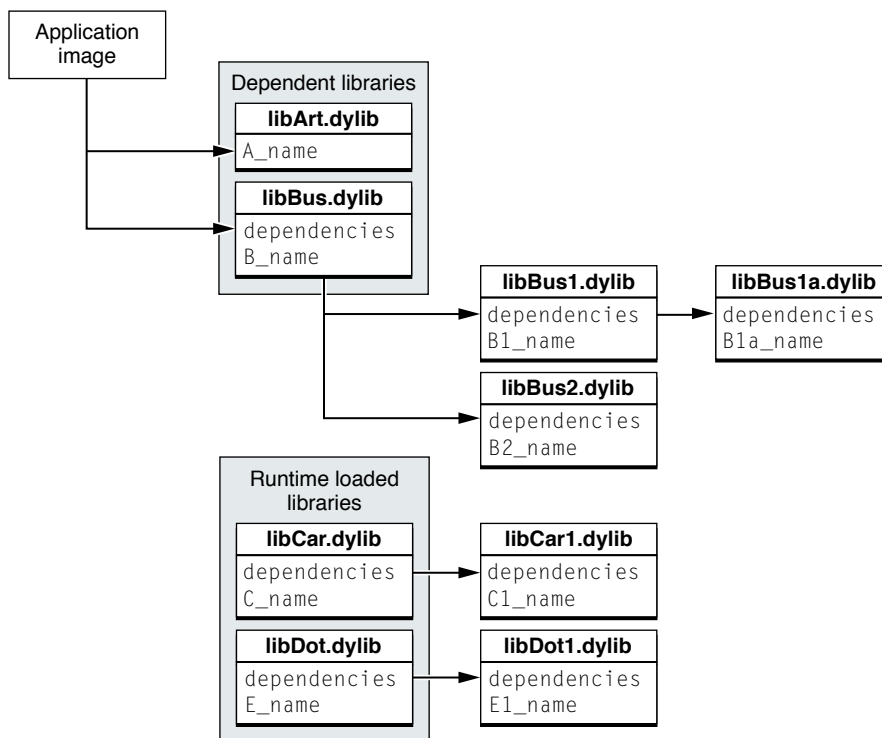 Application
image
Dependent libraries
libArt.dylib
A_name
libBus.dylib
dependencies
B_name
libBus1.dylib
dependencies
B1_name
libBus1a.dylib
dependencies
B1a_name
libBus2.dylib
dependencies
B2_name
Runtime loaded
libraries
libCar.dylib
dependencies
C_name
libCar1.dylib
dependencies
C1_name
libDot.dylib
dependencies
E_name
libDot1.dylib
dependencies
E1_name